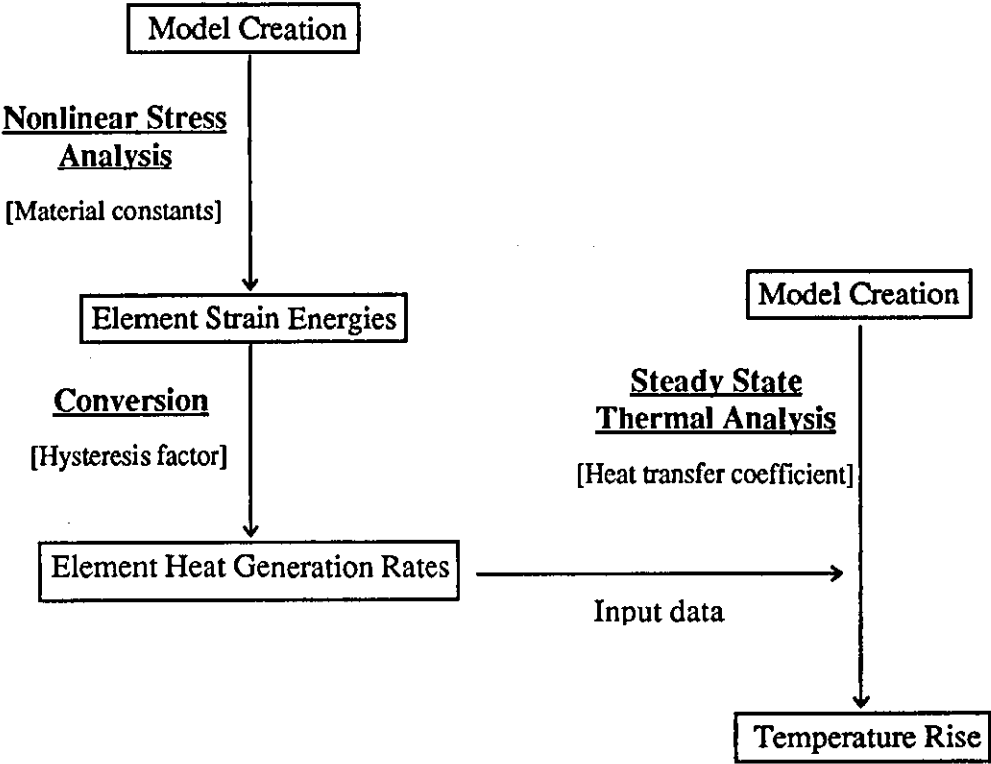 Model Creation
Nonlinear Stress
Analysis
[Material constants]
Element Strain Energies
Conversion
[Hysteresis factor]
Element Heat Generation Rates
Input data
Model Creation
Steady State
Thermal Analysis
[Heat transfer coefficient]
Temperature Rise